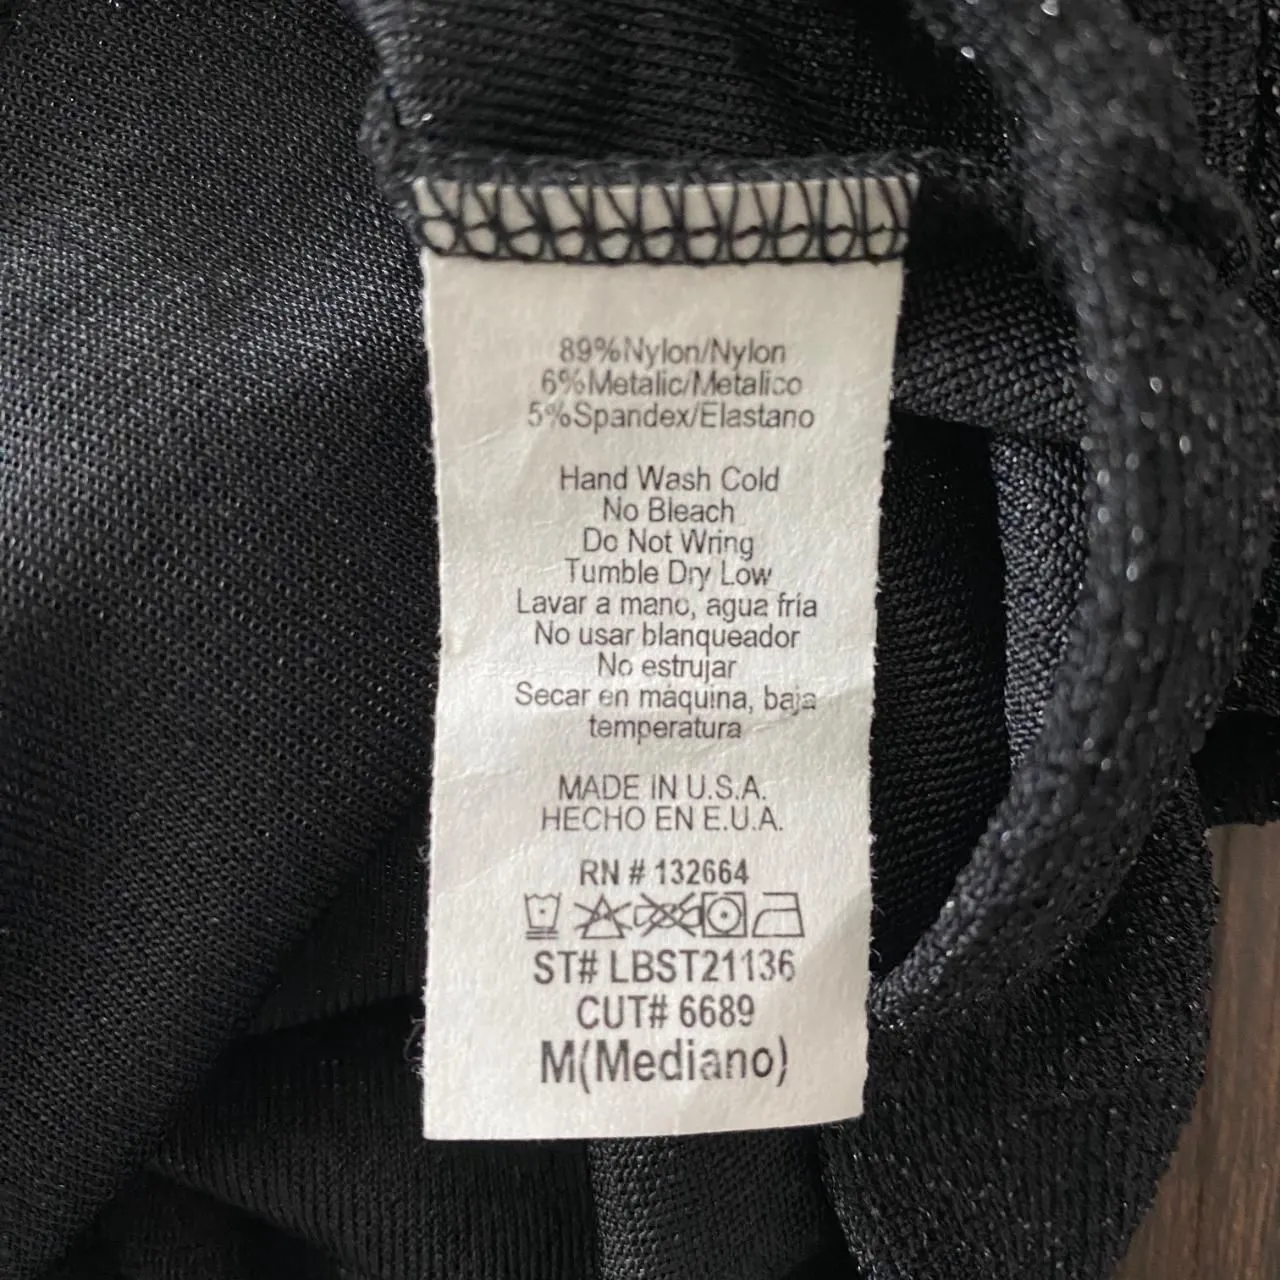 89%Nylon/Nylon
6%Metalic/Metalico
5%Spandex/Elastano
Hand Wash Cold
No Bleach
Do Not Wring
Tumble Dry Low
Lavar a mano, agua fría
No usar blanqueador
No estrujar
Secar en máquina, baja
temperatura
MADE IN U.S.A.
HECHO EN E.U.A.
RN # 132664
ST# LBST21136
CUT# 6689
M(Mediano)